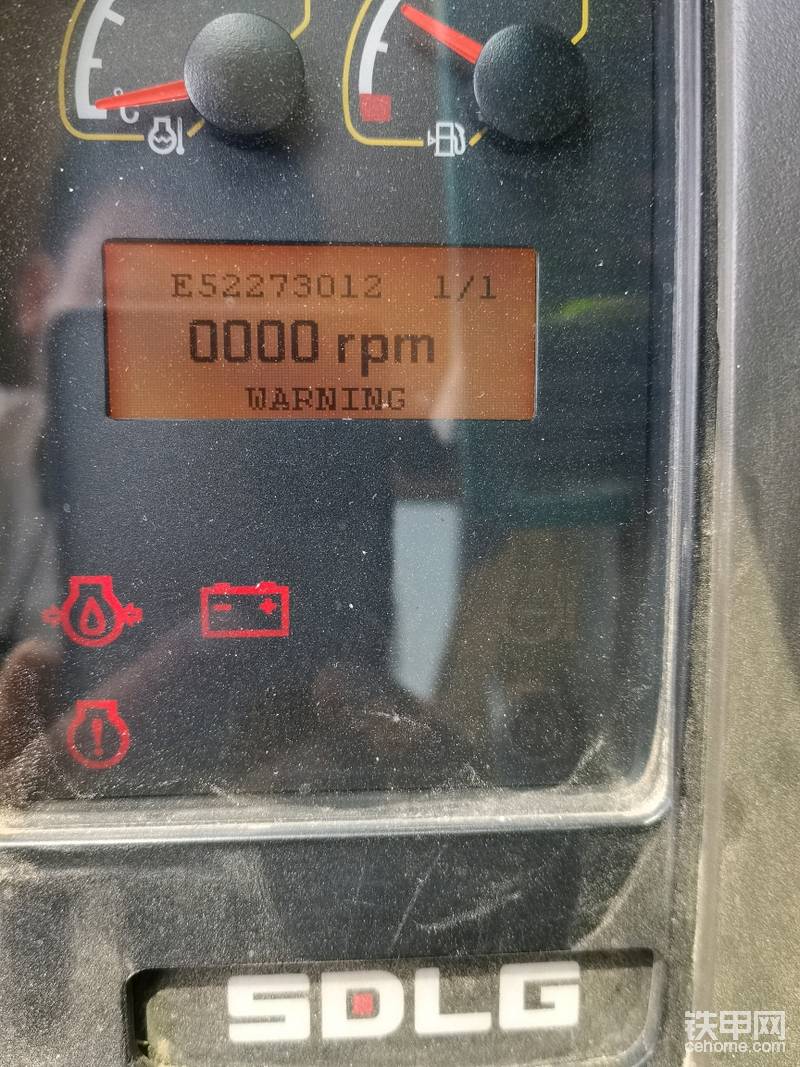 °C
E52273012 1/1
0000 rpm
WARNING
SDLG
铁甲网
cehome.com